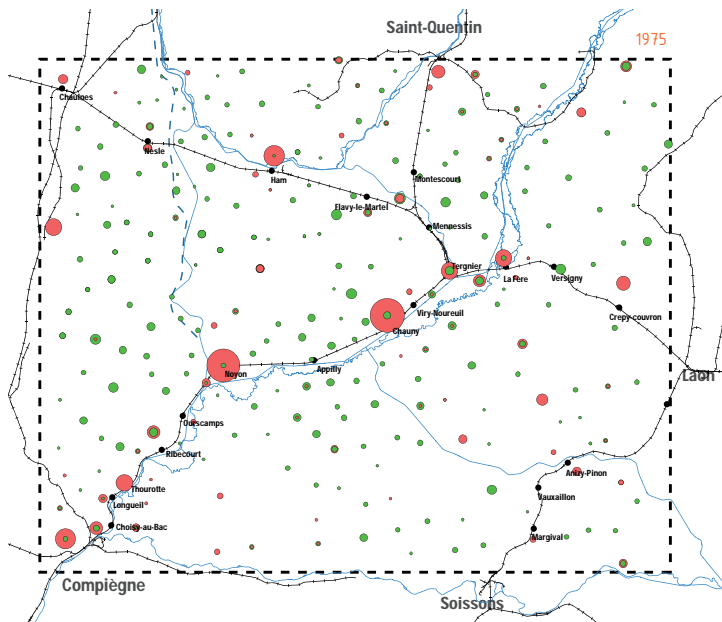 Saint-Quentin
1975
Chaulnes
Nesle
Ham
Montescourt
Flavy-le-Martel
Mennessis
Tergnier
La Fère
Versigny
Viry-Noureuil
Crepy-couvron
Chauny
Appilly
Noyon
Laon
Ourscamps
Ribecourt
Anizy-Pinon
Thourotte
Vauxaillon
Longueil
Choisy-au-Bac
Margival
Compiègne
Soissons